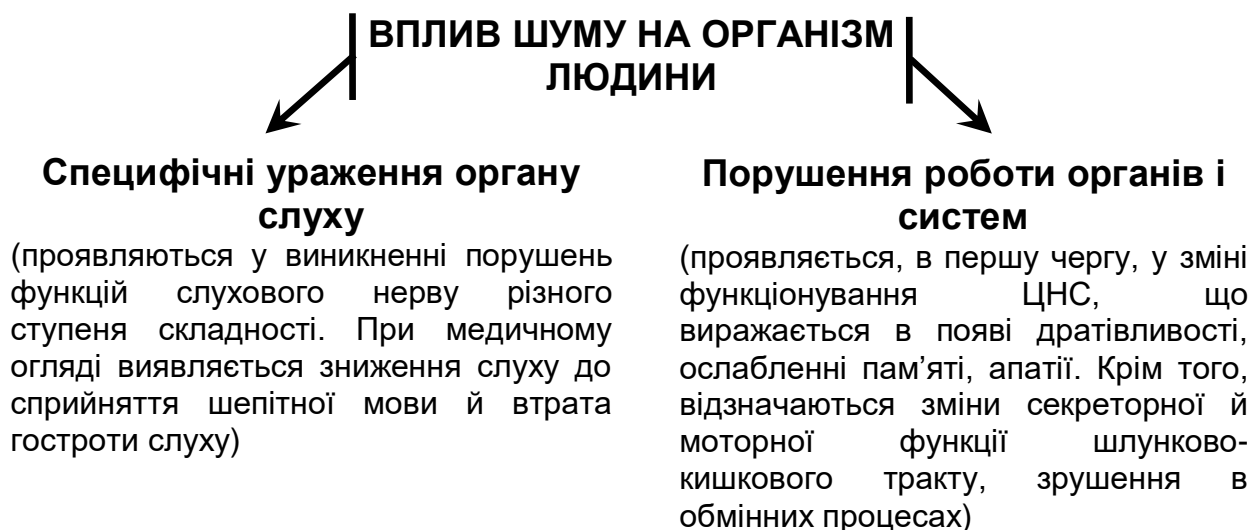 ВПЛИВ ШУМУ НА ОРГАНІЗМ
ЛЮДИНИ
Специфічні ураження органу
слуху
(проявляються у виникненні порушень
функцій слухового нерву різного
ступеня складності. При медичному
огляді виявляється зниження слуху до
сприйняття шепітної мови й втрата
гостроти слуху)
Порушення роботи органів і
систем
(проявляється, в першу чергу, у зміні
функціонування ЦНС, що
виражається в появі дратівливості,
ослабленні пам’яті, апатії. Крім того,
відзначаються зміни секреторної й
моторної функції шлунково-
кишкового тракту, зрушення в
обмінних процесах)